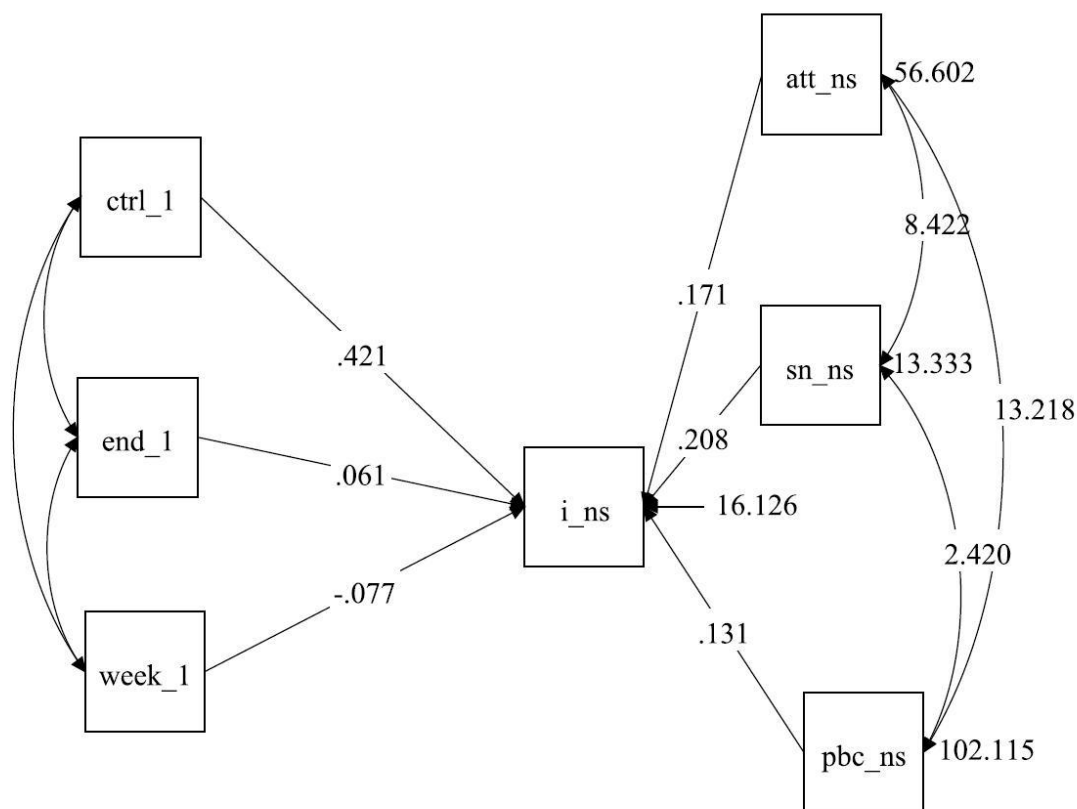 att_ns
56.602
ctrl_1
8.422
.171
.421
sn_ns
13.333
13.218
end_1
.208
.061
i_ns
16.126
2.420
-.077
.131
week_1
pbc_ns
102.115